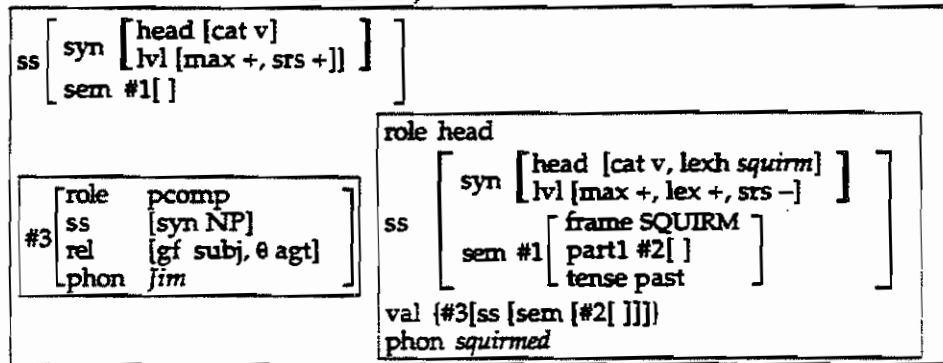 ss [ syn [ head [cat v]
lvl [max +, srs +]] ]
sem #1[ ] ]
#3 [ role pcomp
ss [syn NP]
rel [gf subj, θ agt]
phon Jim ]
role head
ss [ syn [ head [cat v, lexh squirm]
lvl [max +, lex +, srs –] ]
sem #1 [ frame SQUIRM
part1 #2[ ]
tense past ] ]
val {#3[ss [sem [#2[ ]]]}
phon squirmed